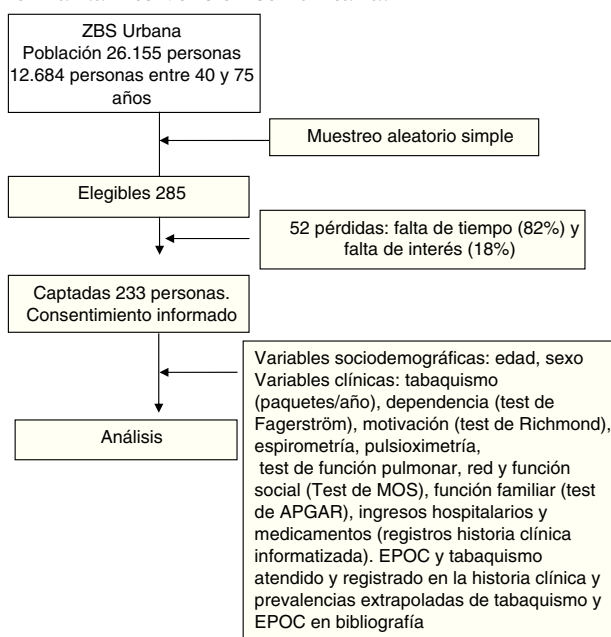 ZBS Urbana
Población 26.155 personas
12.684 personas entre 40 y 75
años
Muestreo aleatorio simple
Elegibles 285
52 pérdidas: falta de tiempo (82%) y
falta de interés (18%)
Captadas 233 personas.
Consentimiento informado
Variables sociodemográficas: edad, sexo
Variables clínicas: tabaquismo
(paquetes/año), dependencia (test de
Fagerström), motivación (test de Richmond),
espirometría, pulsioximetría,
test de función pulmonar, red y función
social (Test de MOS), función familiar (test
de APGAR), ingresos hospitalarios y
medicamentos (registros historia clínica
informatizada). EPOC y tabaquismo
atendido y registrado en la historia clínica y
prevalencias extrapoladas de tabaquismo y
EPOC en bibliografía
Análisis